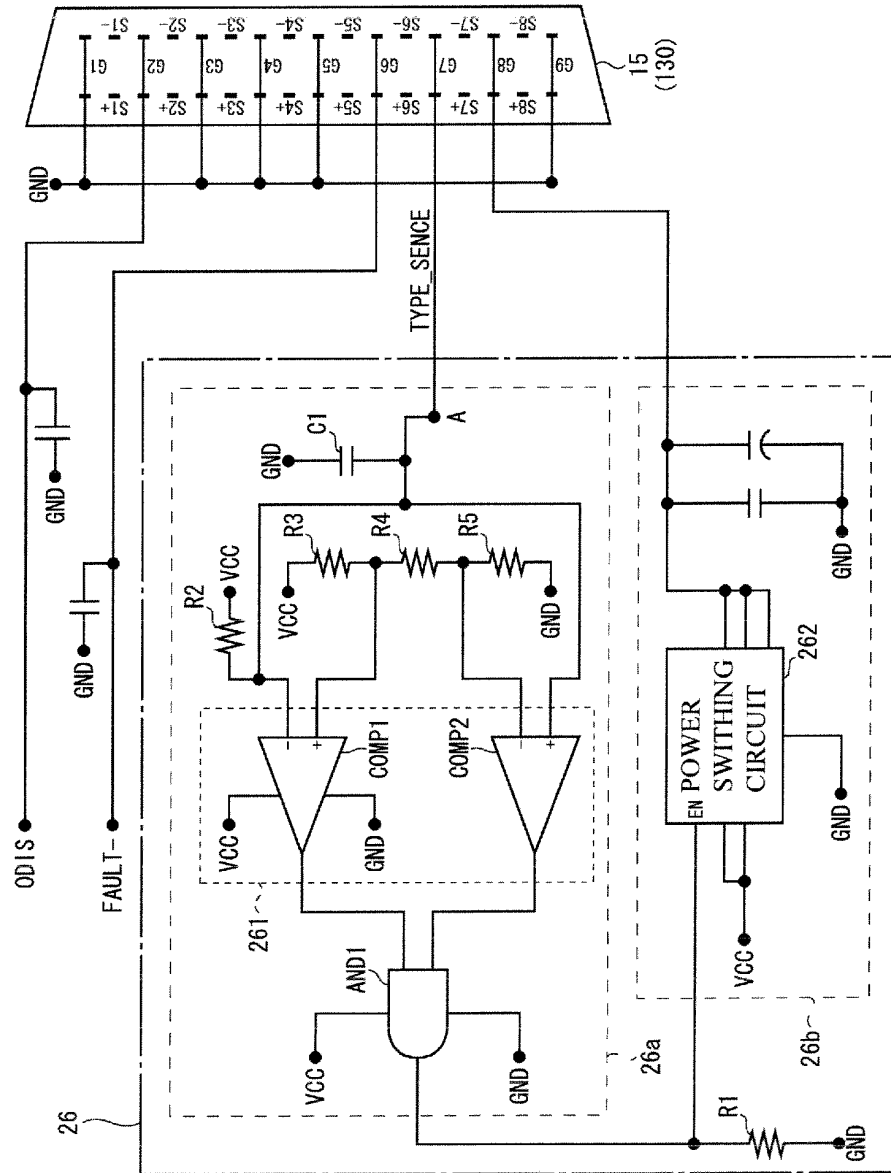 S1- S2- S3- S4- S5- S6- S7- S8-
G1 G2 G3 G4 G5 G6 G7 G8 G9
S1+ S2+ S3+ S4+ S5+ S6+ S7+ S8+
15
(130)
GND
ODIS
GND
FAULT-
GND
TYPE_SENCE
26
A
C1
GND
R2
VCC
R3
VCC
R4
R5
GND
- +
COMP1
VCC
GND
- +
COMP2
261
AND1
VCC
GND
26a
EN POWER
SWITHING
CIRCUIT
262
GND
GND
VCC
26b
R1
GND